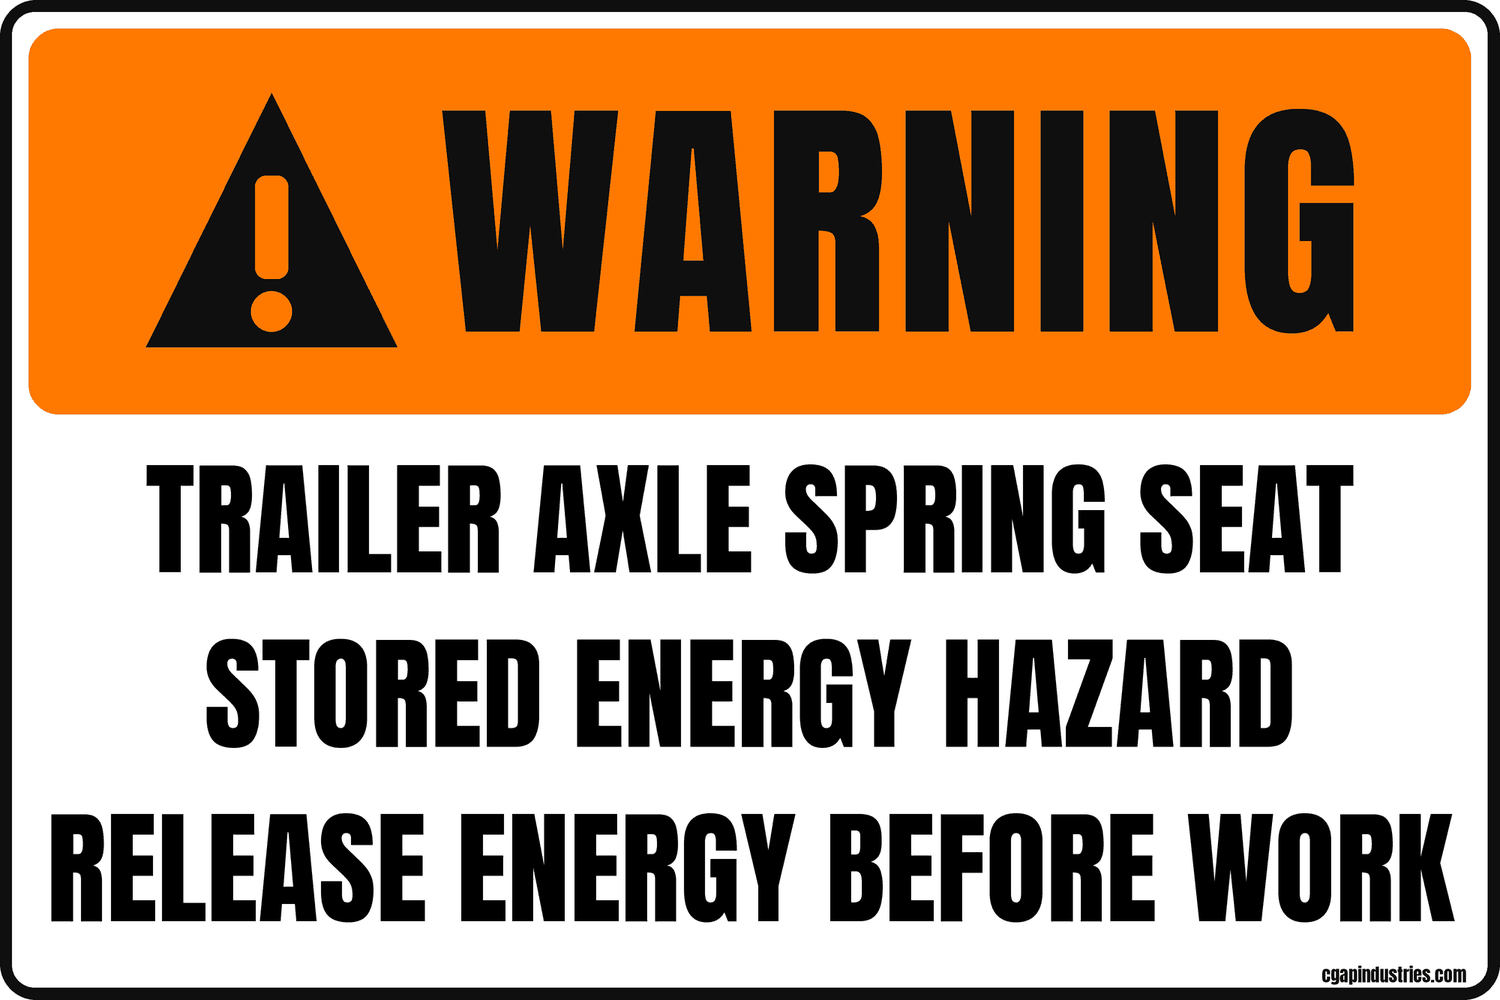 WARNING
TRAILER AXLE SPRING SEAT
STORED ENERGY HAZARD
RELEASE ENERGY BEFORE WORK
cgapindustries.com